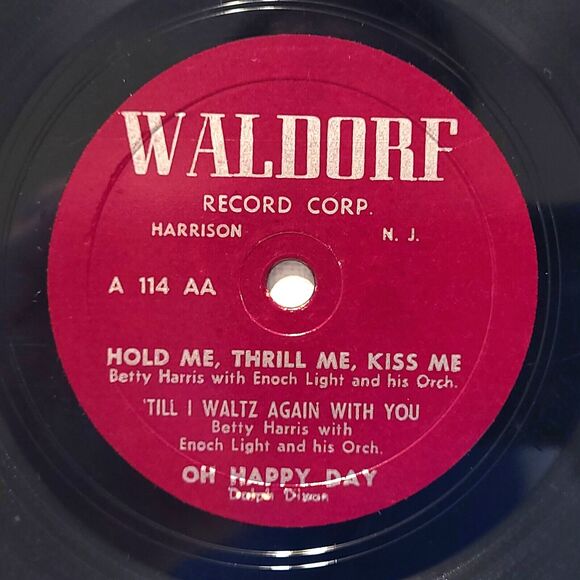 WALDORF
RECORD CORP.
HARRISON N. J.
A 114 AA
HOLD ME, THRILL ME, KISS ME
Betty Harris with Enoch Light and his Orch.
'TILL I WALTZ AGAIN WITH YOU
Betty Harris with
Enoch Light and his Orch.
OH HAPPY DAY
Dixon